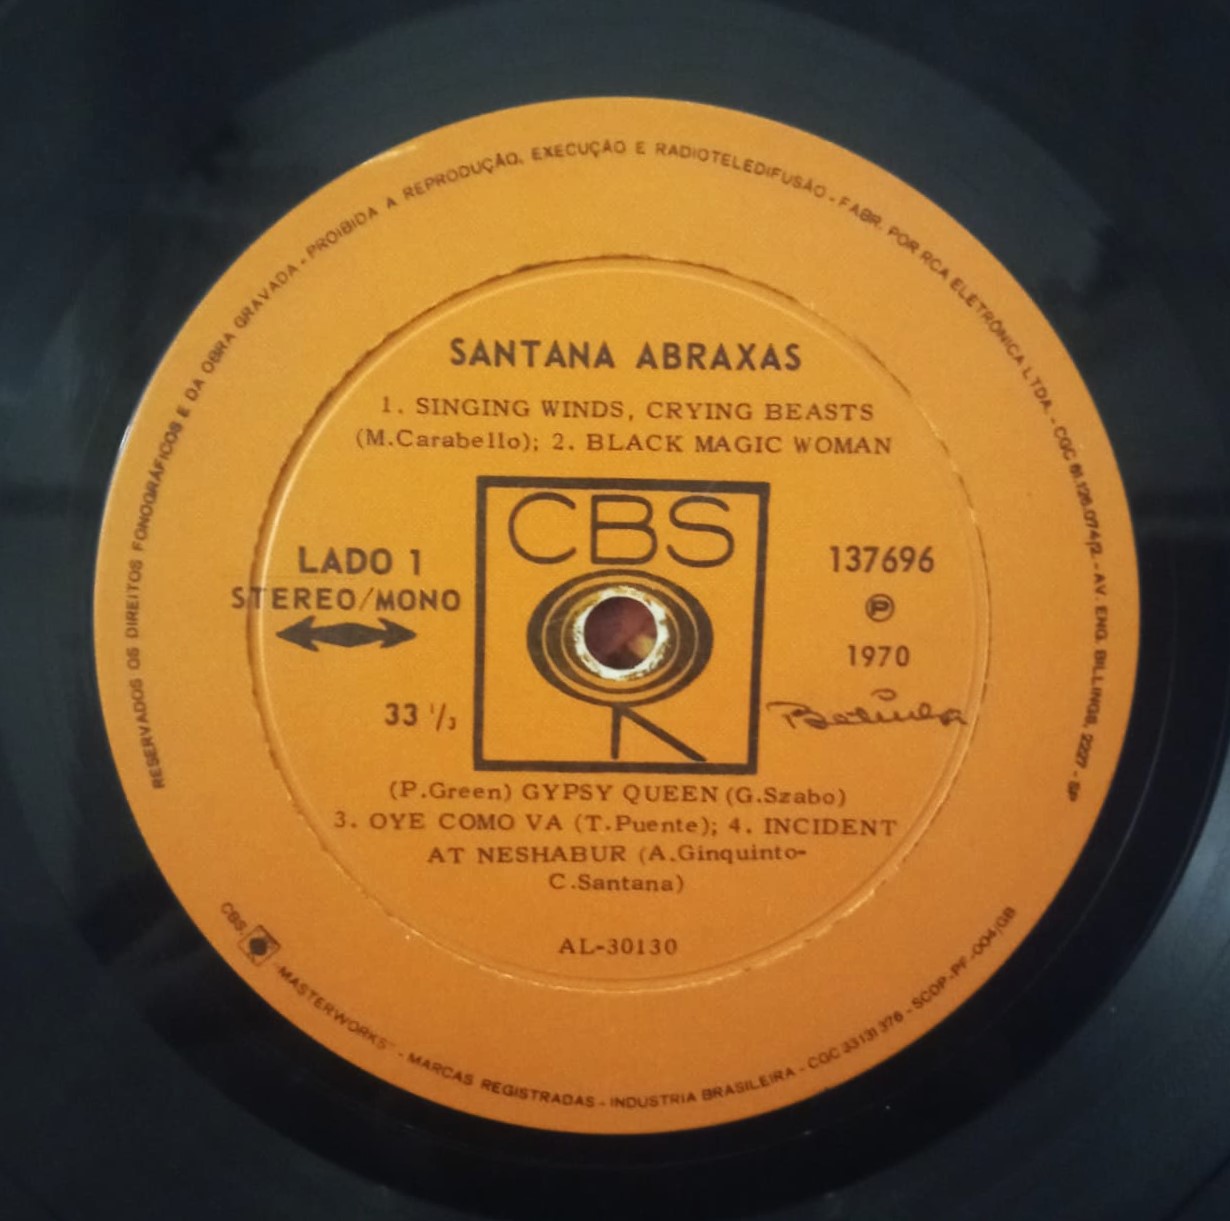 RESERVADOS OS DIREITOS FONOGRÁFICOS E DA OBRA GRAVADA - PROIBIDA A REPRODUÇÃO, EXECUÇÃO E RADIOTELEDIFUSÃO - FABR. POR RCA ELETRÔNICA LTDA. - CGC 61.128.074/2 - AV. ENG. BILLINGS, 2227 - SP
SANTANA ABRAXAS
1. SINGING WINDS, CRYING BEASTS
(M.Carabello); 2. BLACK MAGIC WOMAN
CBS
LADO 1
STEREO/MONO
33 1/3
137696
℗
1970
(P.Green) GYPSY QUEEN (G.Szabo)
3. OYE COMO VA (T.Puente); 4. INCIDENT
AT NESHABUR (A.Ginquinto-
C.Santana)
AL-30130
CBS, "MASTERWORKS" - MARCAS REGISTRADAS - INDUSTRIA BRASILEIRA - CGC 33131376 - SCDP-PF-004/GB